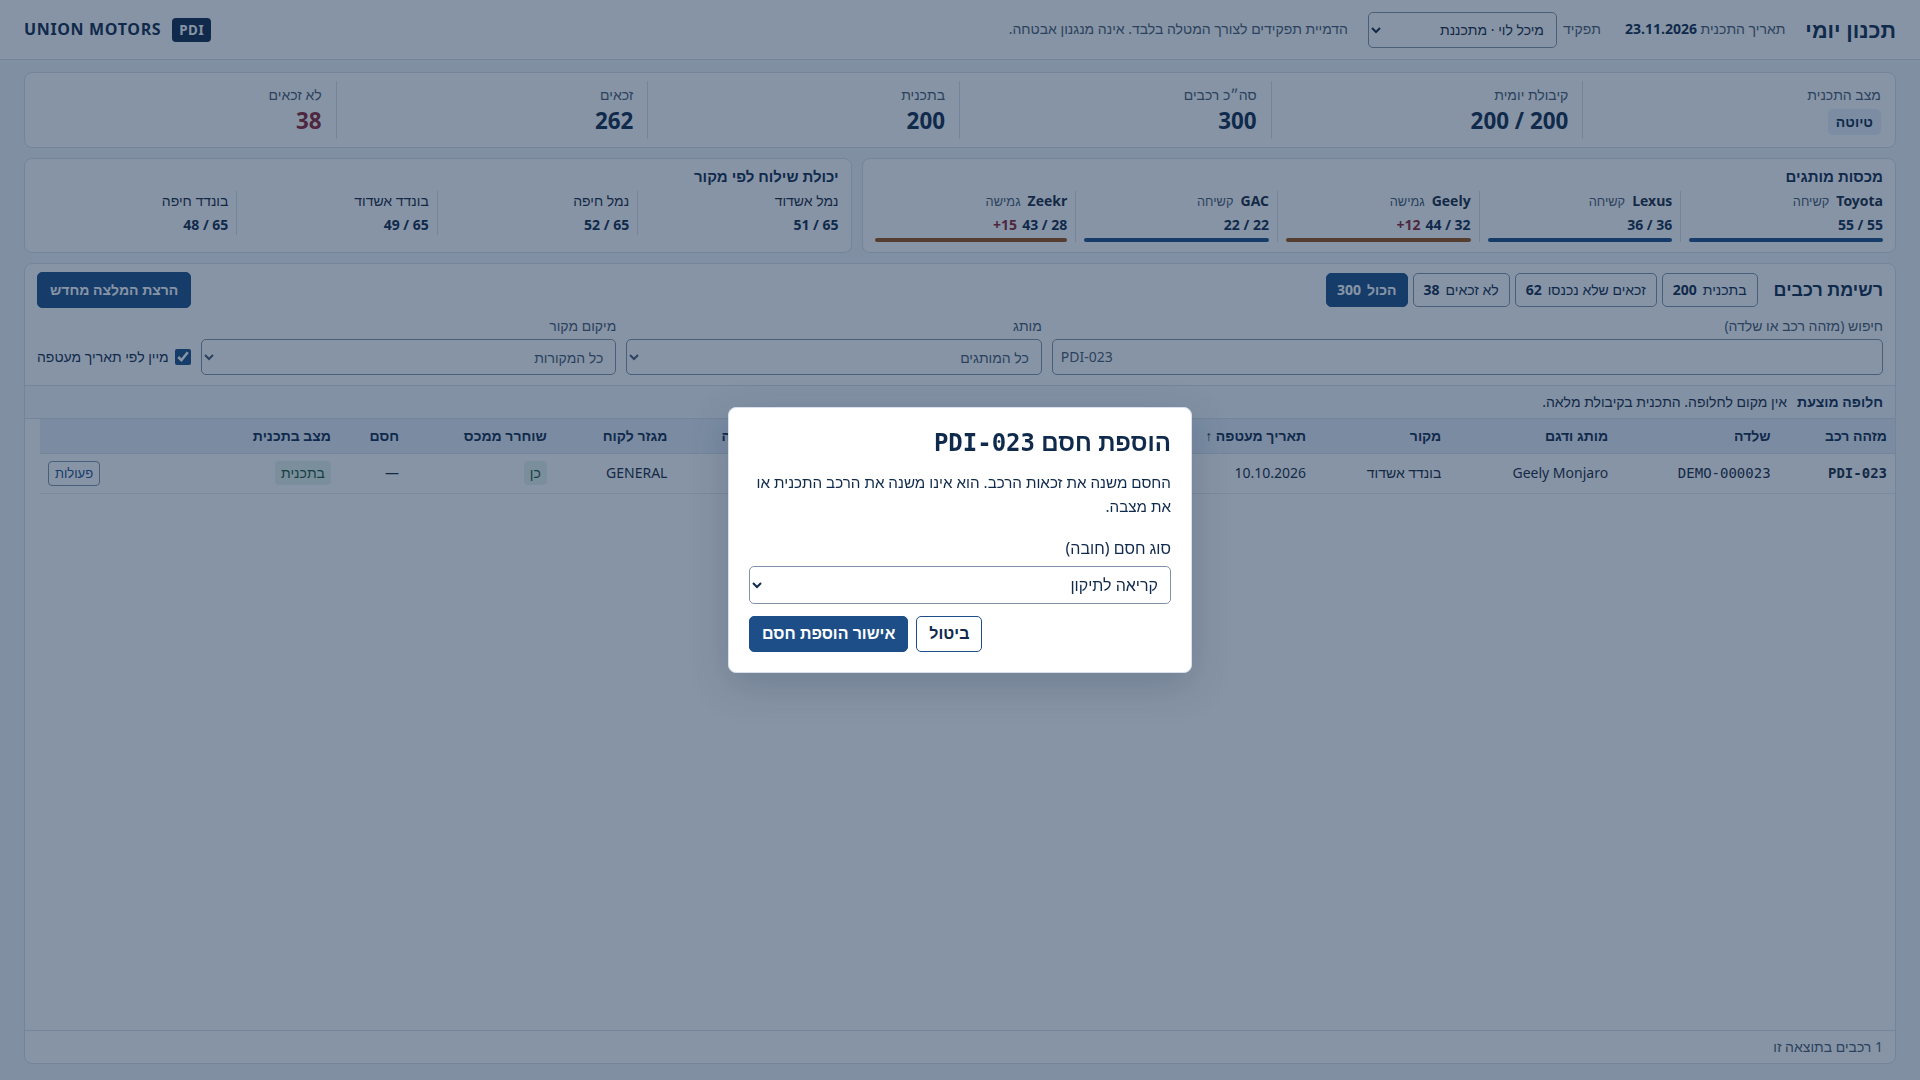 תכנון יומי
תאריך התכנית 23.11.2026
תפקיד
מיכל לוי · מתכננת
הדמיית תפקידים לצורך המטלה בלבד. אינה מנגנון אבטחה.
PDI
UNION MOTORS
מצב התכנית
טיוטה
קיבולת יומית
200 / 200
סה״כ רכבים
300
בתכנית
200
זכאים
262
לא זכאים
38
מכסות מותגים
Toyota קשיחה
55 / 55
Lexus קשיחה
36 / 36
Geely גמישה
44 / 32 +12
GAC קשיחה
22 / 22
Zeekr גמישה
43 / 28 +15
יכולת שילוח לפי מקור
נמל אשדוד
51 / 65
נמל חיפה
52 / 65
בונדד אשדוד
49 / 65
בונדד חיפה
48 / 65
רשימת רכבים
בתכנית 200
זכאים שלא נכנסו 62
לא זכאים 38
הכול 300
הרצת המלצה מחדש
חיפוש (מזהה רכב או שלדה)
PDI-023
מותג
כל המותגים
מיקום מקור
כל המקורות
מיין לפי תאריך מעטפה
חלופה מוצעת אין מקום לחלופה. התכנית בקיבולת מלאה.
מזהה רכב שלדה מותג ודגם מקור תאריך מעטפה ↑ מגזר לקוח שוחרר ממכס חסם מצב בתכנית
PDI-023 DEMO-000023 Geely Monjaro בונדד אשדוד 10.10.2026 GENERAL כן — בתכנית פעולות
הוספת חסם PDI-023
החסם משנה את זכאות הרכב. הוא אינו משנה את הרכב התכנית או
את מצבה.
סוג חסם (חובה)
קריאה לתיקון
ביטול
אישור הוספת חסם
1 רכבים בתוצאה זו